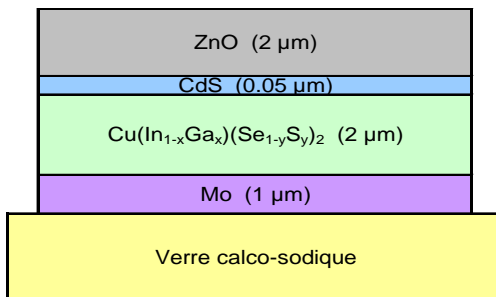 ZnO (2 µm)
CdS (0.05 µm)
Cu(In₁₋ₓGaₓ)(Se₁₋ᵧSᵧ)₂ (2 µm)
Mo (1 µm)
Verre calco-sodique